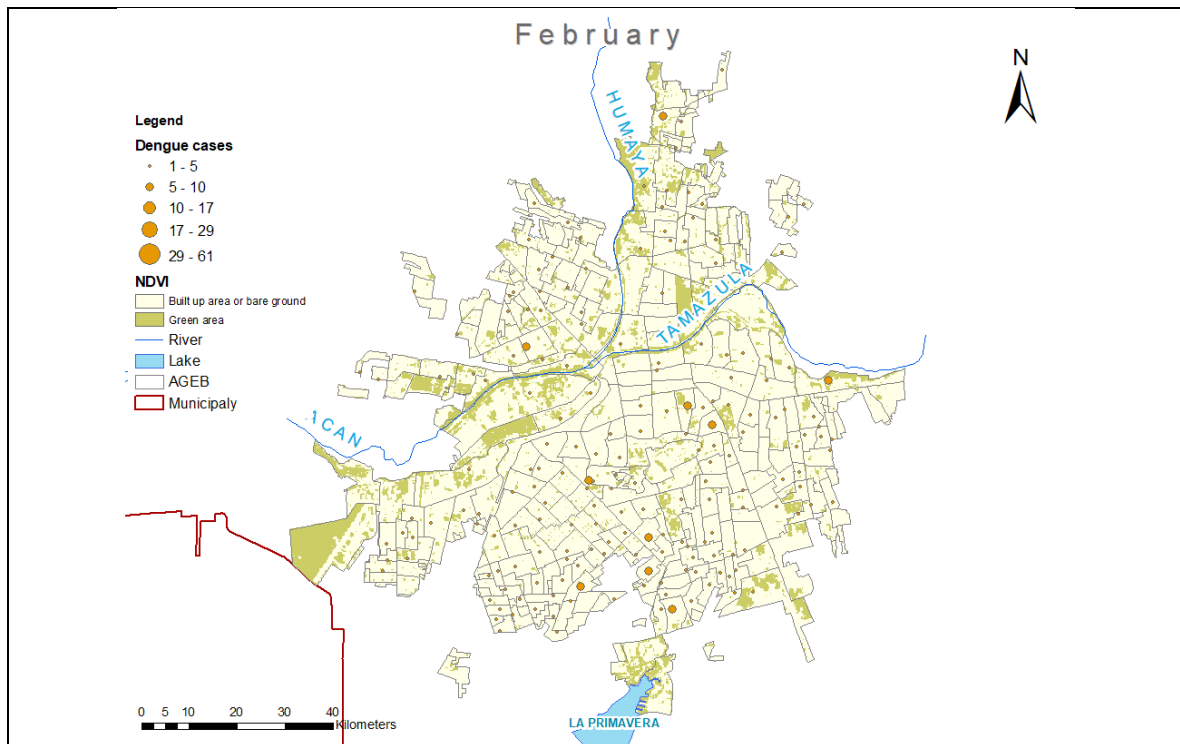 February
N
HUMAYA
Legend
Dengue cases
1 - 5
5 - 10
10 - 17
17 - 29
29 - 61
NDVI
Built up area or bare ground
Green area
River
Lake
AGEB
Municipaly
TAMAZULA
ACAN
0 5 10 20 30 40
Kilometers
LA PRIMAVERA